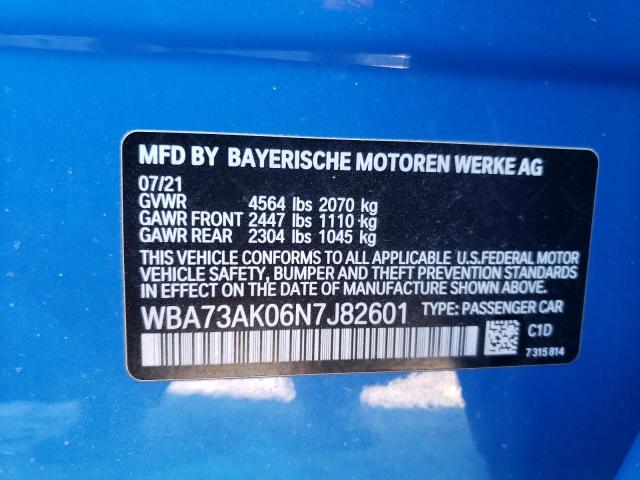 MFD BY BAYERISCHE MOTOREN WERKE AG
07/21
GVWR 4564 lbs 2070 kg
GAWR FRONT 2447 lbs 1110 kg
GAWR REAR 2304 lbs 1045 kg
THIS VEHICLE CONFORMS TO ALL APPLICABLE U.S.FEDERAL MOTOR
VEHICLE SAFETY, BUMPER AND THEFT PREVENTION STANDARDS
IN EFFECT ON THE DATE OF MANUFACTURE SHOWN ABOVE.
WBA73AK06N7J82601 TYPE: PASSENGER CAR
C1D
7315814